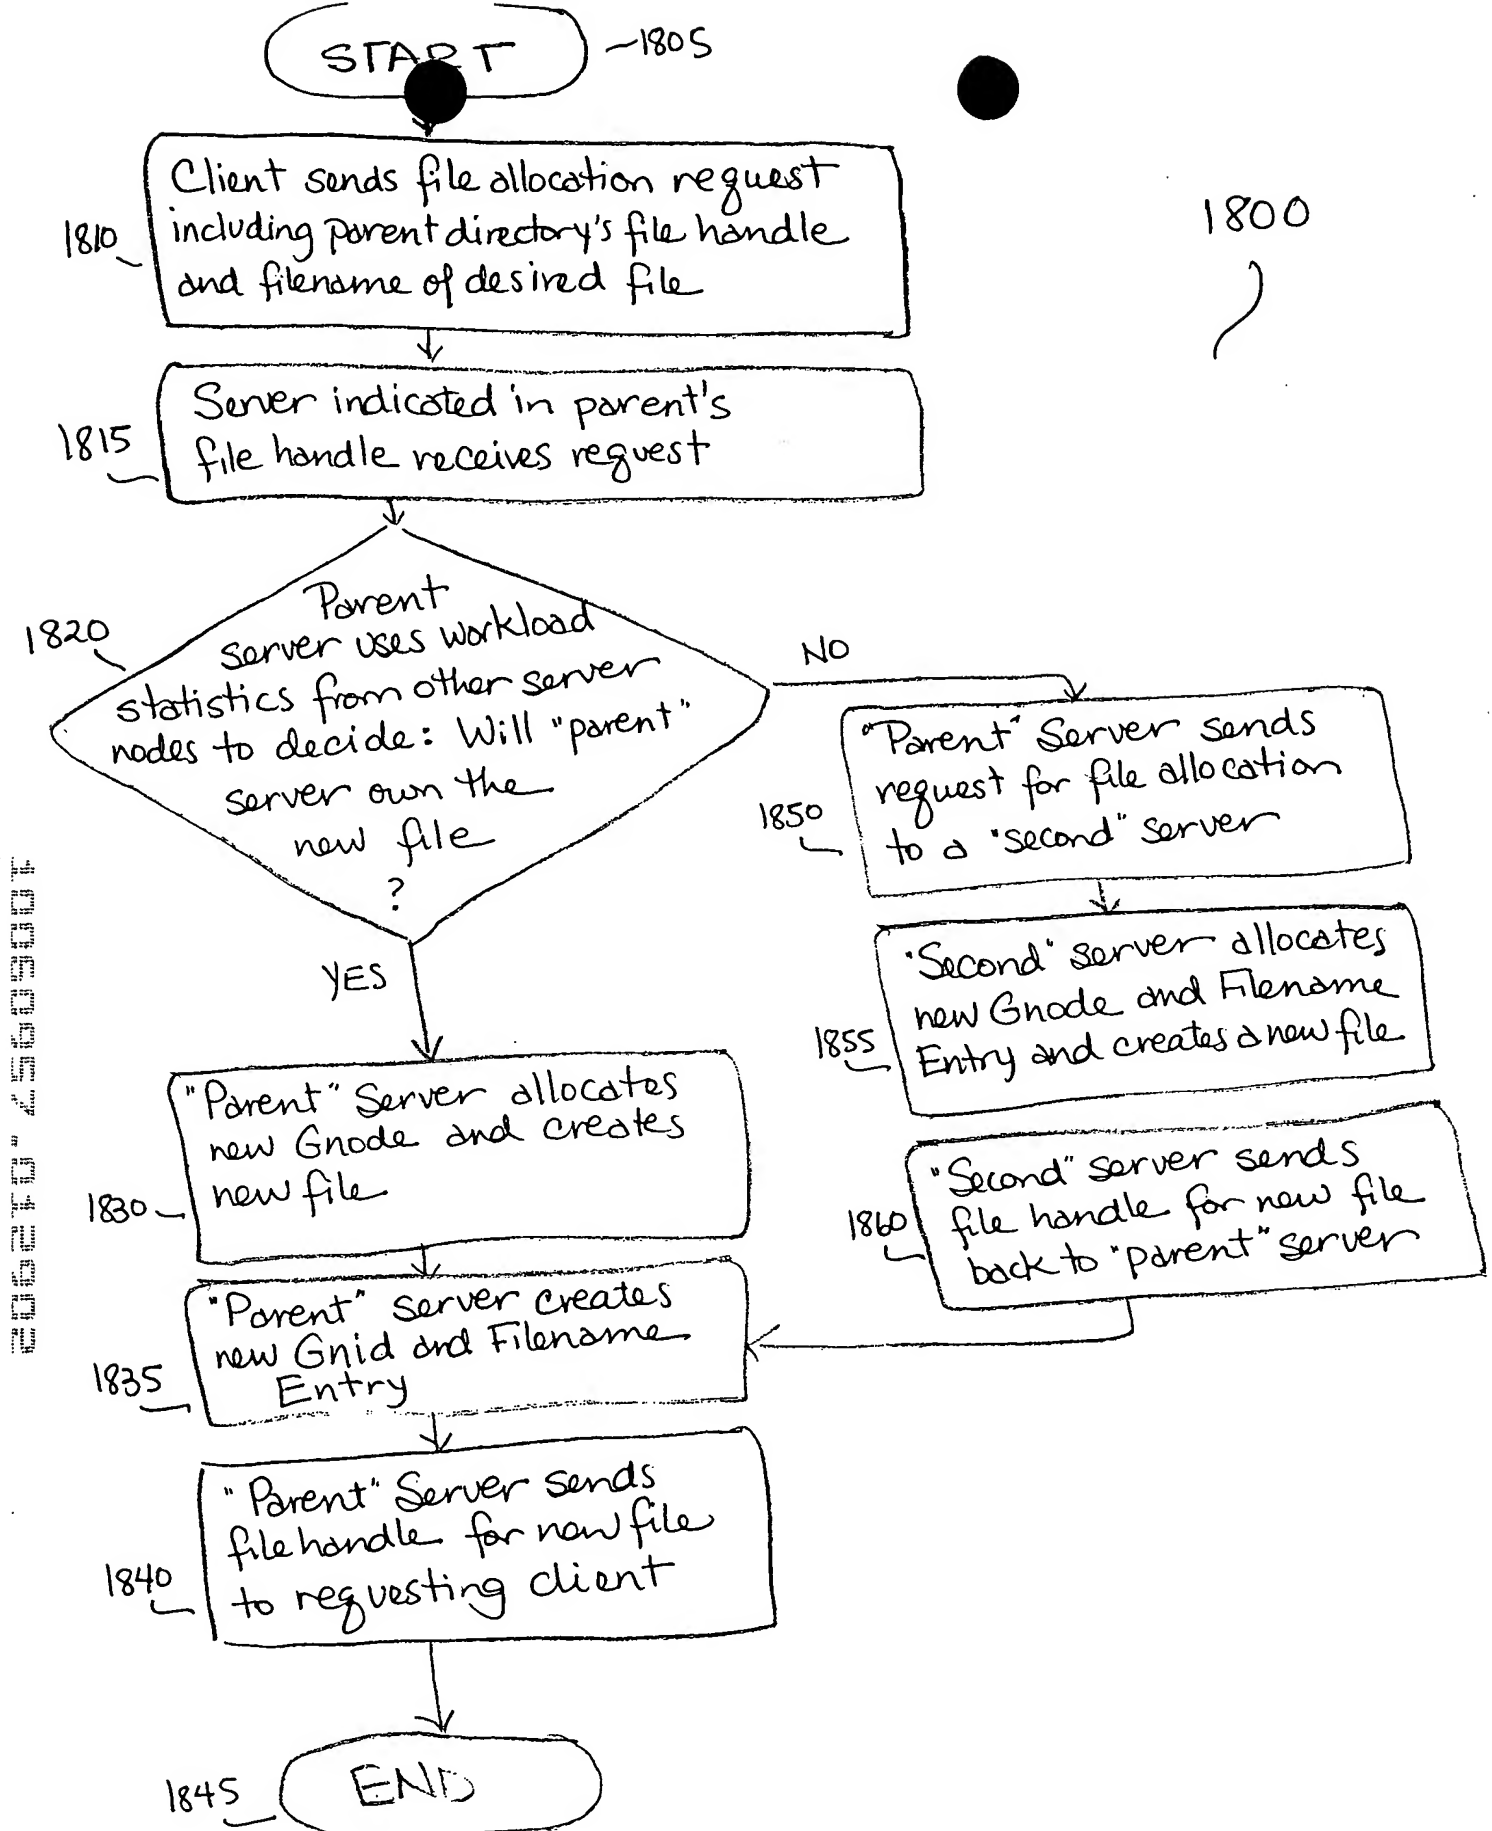 START
1805
Client sends file allocation request
including parent directory's file handle
and filename of desired file
1810
1800
Server indicated in parent's
file handle receives request
1815
Parent
server uses workload
statistics from other server
nodes to decide: Will "parent"
server own the
new file
?
1820
NO
YES
"Parent" Server sends
request for file allocation
to a "second" server
1850
"Second" server allocates
new Gnode and Filename
Entry and creates a new file
1855
"Second" server sends
file handle for new file
back to "parent" server
1860
"Parent" Server allocates
new Gnode and creates
new file
1830
"Parent" server creates
new Gnid and Filename
Entry
1835
"Parent" Server sends
file handle for new file
to requesting client
1840
END
1845